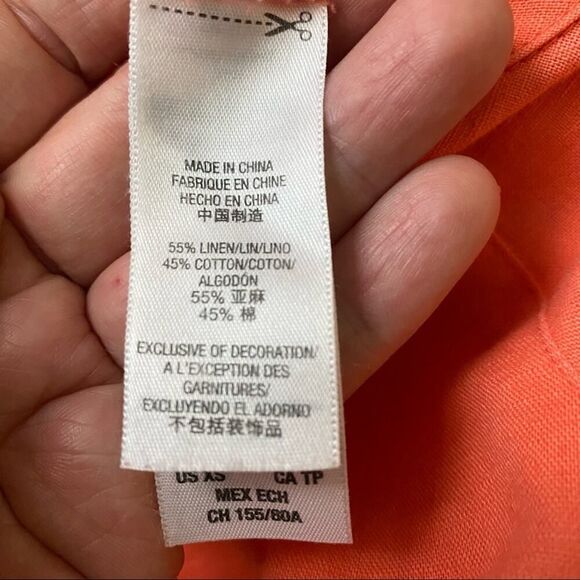 MADE IN CHINA
FABRIQUE EN CHINE
HECHO EN CHINA
中国制造
55% LINEN/LIN/LINO
45% COTTON/COTON/
ALGODÓN
55% 亚麻
45% 棉
EXCLUSIVE OF DECORATION/
A L'EXCEPTION DES
GARNITURES/
EXCLUYENDO EL ADORNO
不包括装饰品
US XS CA TP
MEX ECH
CH 155/80A